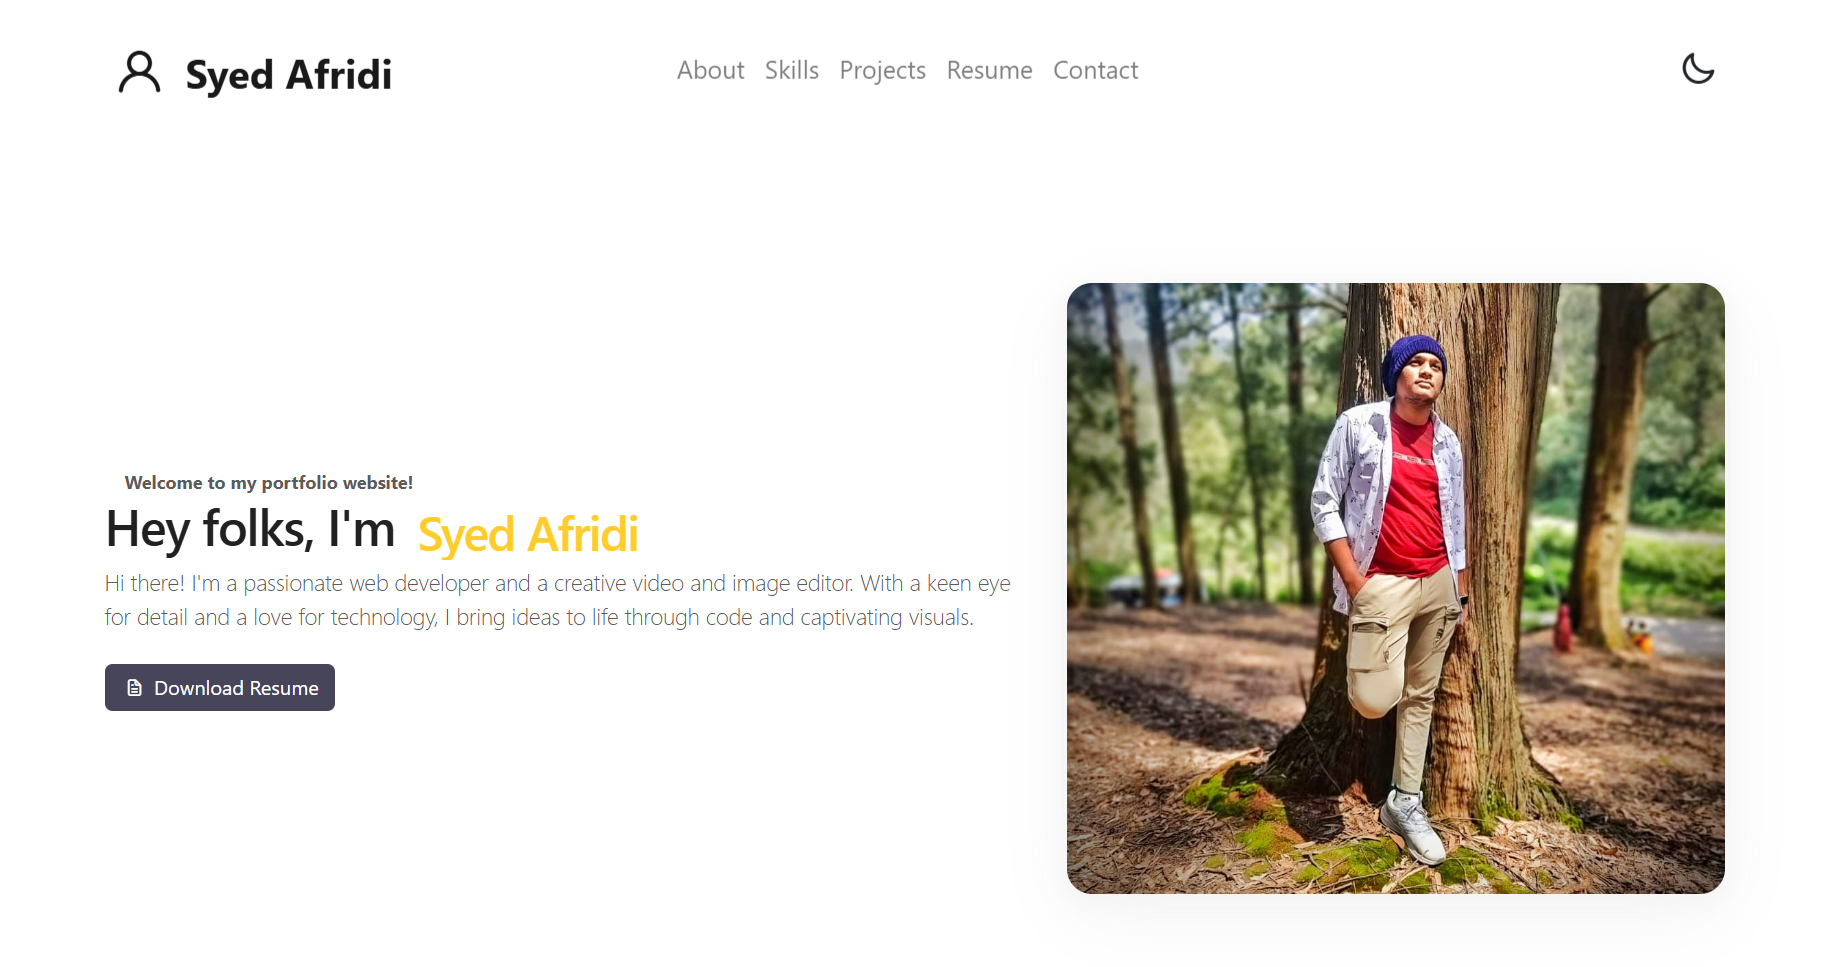 Syed Afridi
About Skills Projects Resume Contact
Welcome to my portfolio website!
Hey folks, I'm Syed Afridi
Hi there! I'm a passionate web developer and a creative video and image editor. With a keen eye
for detail and a love for technology, I bring ideas to life through code and captivating visuals.
Download Resume